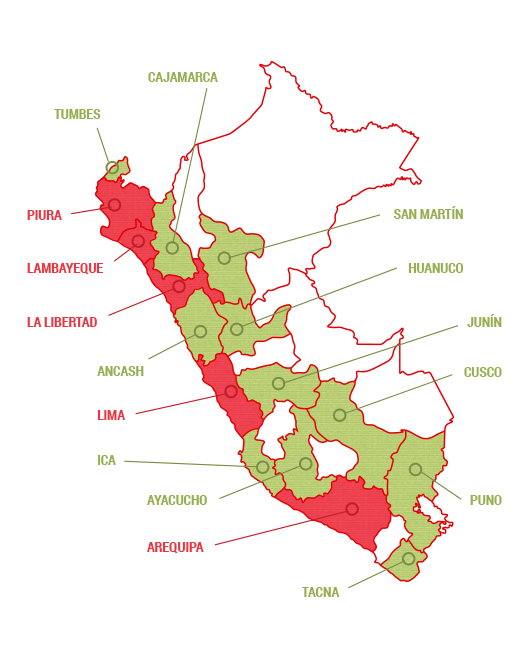 CAJAMARCA
TUMBES
PIURA
SAN MARTÍN
LAMBAYEQUE
HUANUCO
LA LIBERTAD
JUNÍN
ANCASH
CUSCO
LIMA
ICA
AYACUCHO
PUNO
AREQUIPA
TACNA